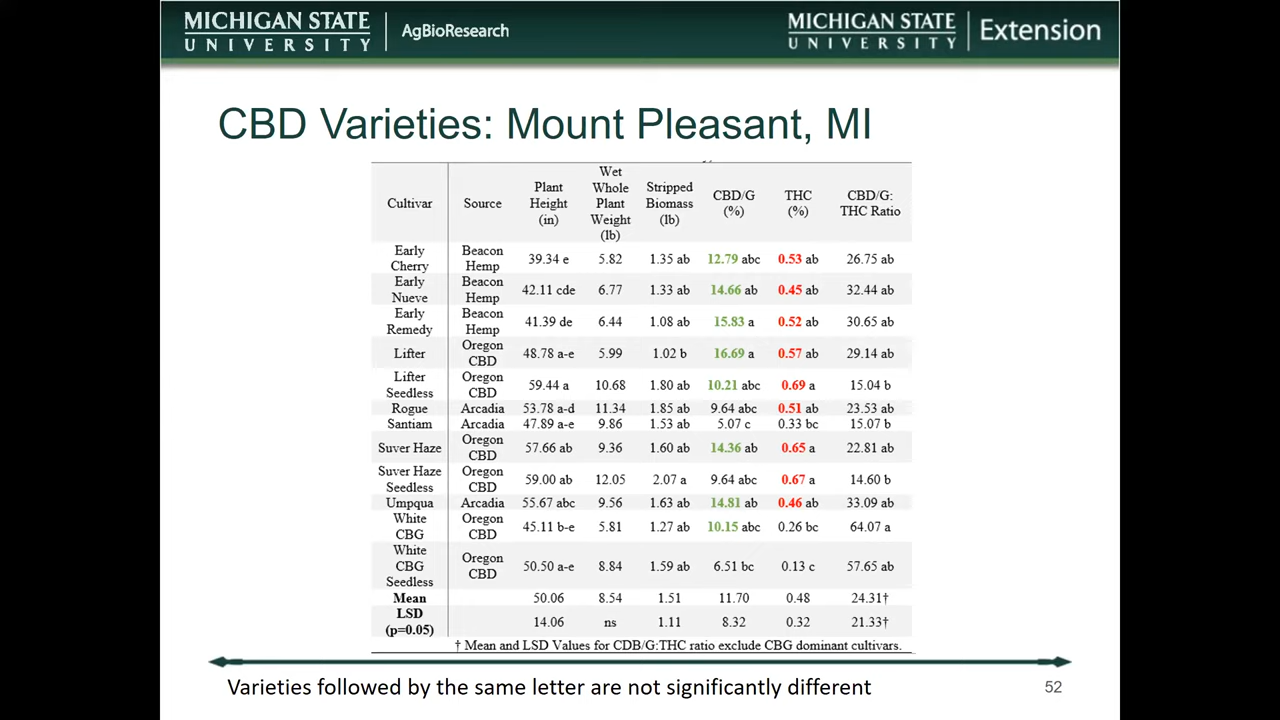 MICHIGAN STATE
UNIVERSITY
AgBioResearch
MICHIGAN STATE
UNIVERSITY
Extension
CBD Varieties: Mount Pleasant, MI
Cultivar Source Plant Height (in) Wet Whole Plant Weight (lb) Stripped Biomass (lb) CBD/G (%) THC (%) CBD/G: THC Ratio
Early Cherry Beacon Hemp 39.34 e 5.82 1.35 ab 12.79 abc 0.53 ab 26.75 ab
Early Nueve Beacon Hemp 42.11 cde 6.77 1.33 ab 14.66 ab 0.45 ab 32.44 ab
Early Remedy Beacon Hemp 41.39 de 6.44 1.08 ab 15.83 a 0.52 ab 30.65 ab
Lifter Oregon CBD 48.78 a-e 5.99 1.02 b 16.69 a 0.57 ab 29.14 ab
Lifter Seedless Oregon CBD 59.44 a 10.68 1.80 ab 10.21 abc 0.69 a 15.04 b
Rogue Arcadia 53.78 a-d 11.34 1.85 ab 9.64 abc 0.51 ab 23.53 ab
Santiam Arcadia 47.89 a-e 9.86 1.53 ab 5.07 c 0.33 bc 15.07 b
Suver Haze Oregon CBD 57.66 ab 9.36 1.60 ab 14.36 ab 0.65 a 22.81 ab
Suver Haze Seedless Oregon CBD 59.00 ab 12.05 2.07 a 9.64 abc 0.67 a 14.60 b
Umpqua Arcadia 55.67 abc 9.56 1.63 ab 14.81 ab 0.46 ab 33.09 ab
White CBG Oregon CBD 45.11 b-e 5.81 1.27 ab 10.15 abc 0.26 bc 64.07 a
White CBG Seedless Oregon CBD 50.50 a-e 8.84 1.59 ab 6.51 bc 0.13 c 57.65 ab
Mean 50.06 8.54 1.51 11.70 0.48 24.31†
LSD (p=0.05) 14.06 ns 1.11 8.32 0.32 21.33†
† Mean and LSD Values for CDB/G:THC ratio exclude CBG dominant cultivars.
Varieties followed by the same letter are not significantly different
52